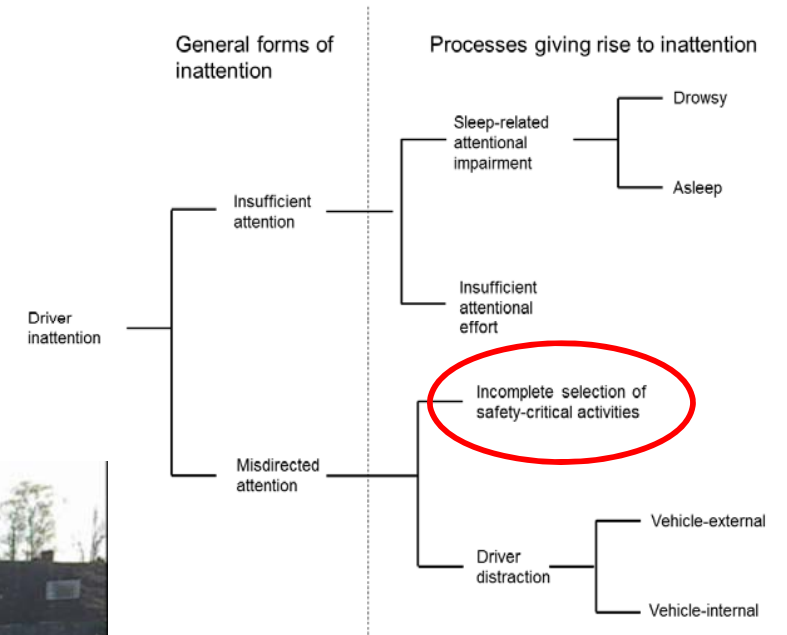 General forms of
inattention
Processes giving rise to inattention
Drowsy
Sleep-related
attentional
impairment
Asleep
Insufficient
attention
Insufficient
attentional
effort
Driver
inattention
Incomplete selection of
safety-critical activities
Misdirected
attention
Vehicle-external
Driver
distraction
Vehicle-internal